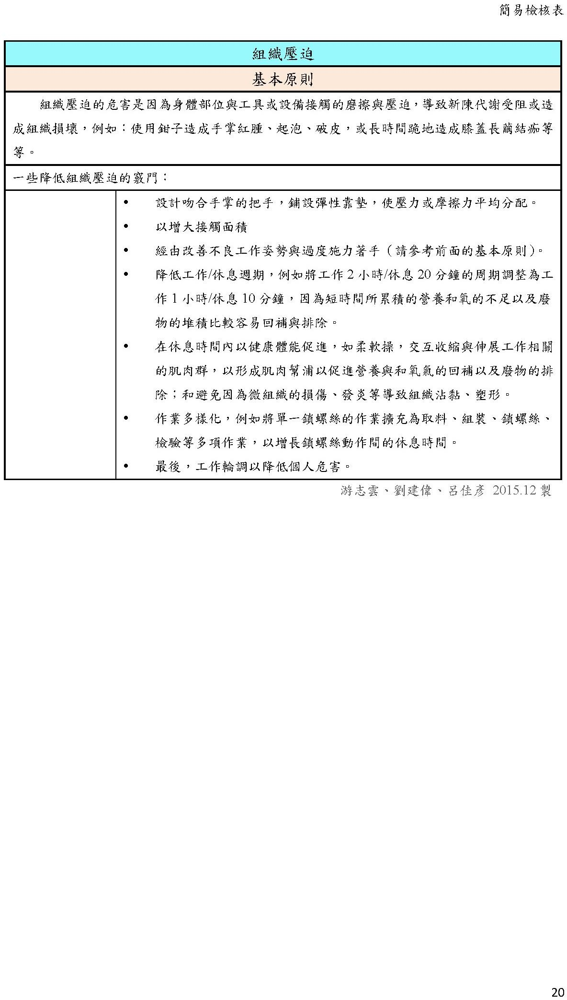 簡易檢核表
組織壓迫
基本原則
組織壓迫的危害是因為身體部位與工具或設備接觸的磨擦與壓迫，導致新陳代謝受阻或造
成組織損壞，例如：使用鉗子造成手掌紅腫、起泡、破皮，或長時間跪地造成膝蓋長繭結痂等
等。
一些降低組織壓迫的竅門：
• 設計吻合手掌的把手，鋪設彈性靠墊，使壓力或摩擦力平均分配。
• 以增大接觸面積
• 經由改善不良工作姿勢與過度施力著手（請參考前面的基本原則）。
• 降低工作/休息週期，例如將工作 2 小時/休息 20 分鐘的周期調整為工
作 1 小時/休息 10 分鐘，因為短時間所累積的營養和氧的不足以及廢
物的堆積比較容易回補與排除。
• 在休息時間內以健康體能促進，如柔軟操，交互收縮與伸展工作相關
的肌肉群，以形成肌肉幫浦以促進營養與和氧氣的回補以及廢物的排
除；和避免因為微組織的損傷、發炎等導致組織沾黏、塑形。
• 作業多樣化，例如將單一鎖螺絲的作業擴充為取料、組裝、鎖螺絲、
檢驗等多項作業，以增長鎖螺絲動作間的休息時間。
• 最後，工作輪調以降低個人危害。
游志雲、劉建偉、呂佳彥 2015.12 製
20